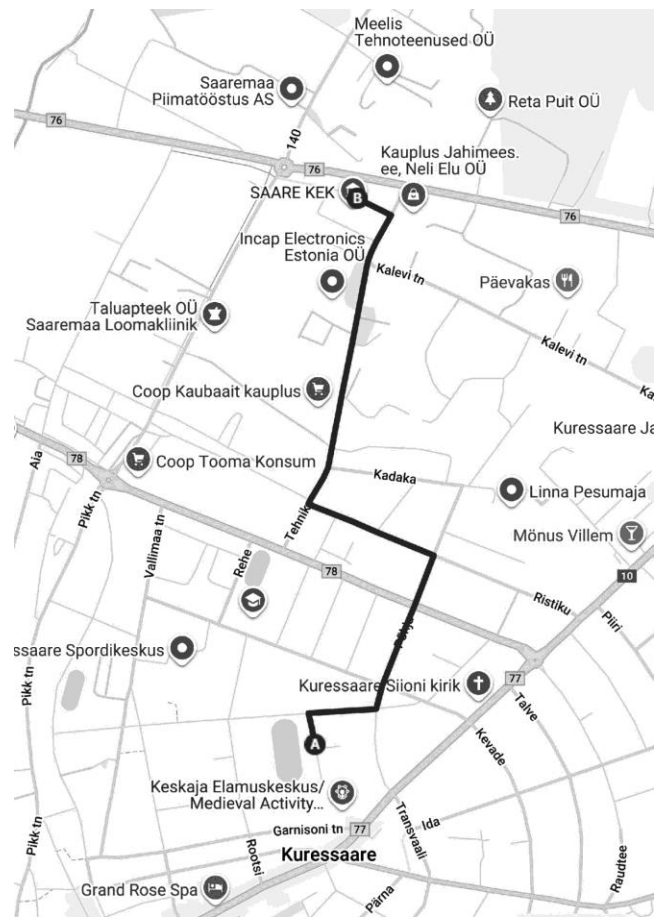 Meelis
Tehnoteenused OÜ
Saaremaa
Piimatööstus AS
Reta Puit OÜ
76
140
76
Kauplus Jahimees.
ee, Neli Elu OÜ
SAARE KEK
B
76
Incap Electronics
Estonia OÜ
Kalevi tn
Päevakas
Taluapteek OÜ
Saaremaa Loomakliinik
Kalevi tn
Coop Kaubaait kauplus
Ka
Kuressaare Ja
Aia
78
Coop Tooma Konsum
Kadaka
Pikk tn
Linna Pesumaja
Vallimaa tn
Tehnika
Mõnus Villem
Rehe
78
10
Ristiku
Piiri
Põhja
ssaare Spordikeskus
Pikk tn
Kuressaare Siioni kirik
77
Talve
Kevade
A
Keskaja Elamuskeskus/
Medieval Activity...
Garnisoni tn
77
Transvaali
Ida
Pikk tn
Rootsi
Kuressaare
Raudtee
Grand Rose Spa
Pärna